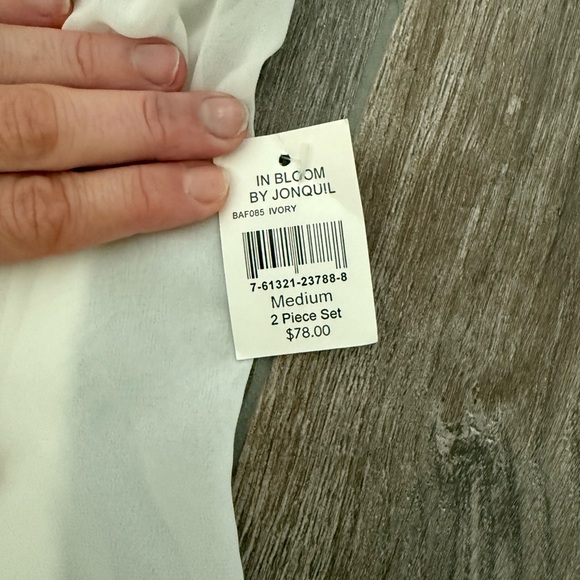 IN BLOOM
BY JONQUIL
BAF085 IVORY
7-61321-23788-8
Medium
2 Piece Set
$78.00